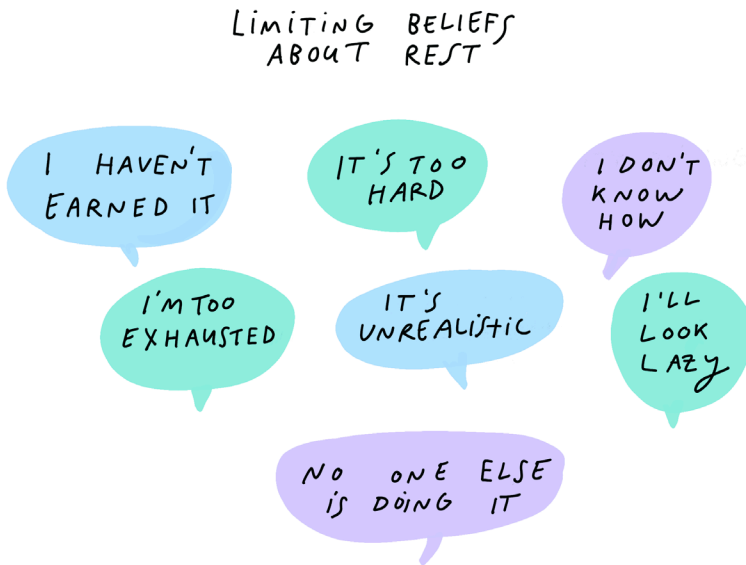 LIMITING BELIEFS
ABOUT REST
I HAVEN'T
EARNED IT
IT'S TOO
HARD
I DON'T
KNOW
HOW
I'M TOO
EXHAUSTED
IT'S
UNREALISTIC
I'LL
LOOK
LAZY
NO ONE ELSE
IS DOING IT